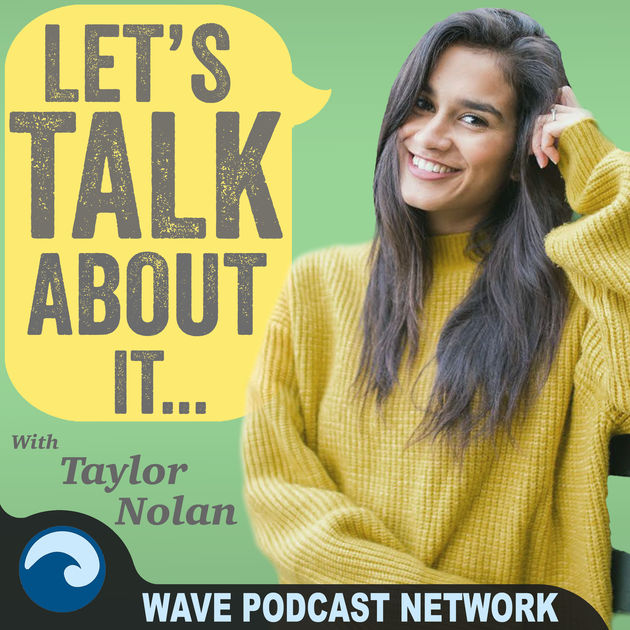 LET'S
TALK
ABOUT
IT...
With
Taylor
Nolan
WAVE PODCAST NETWORK